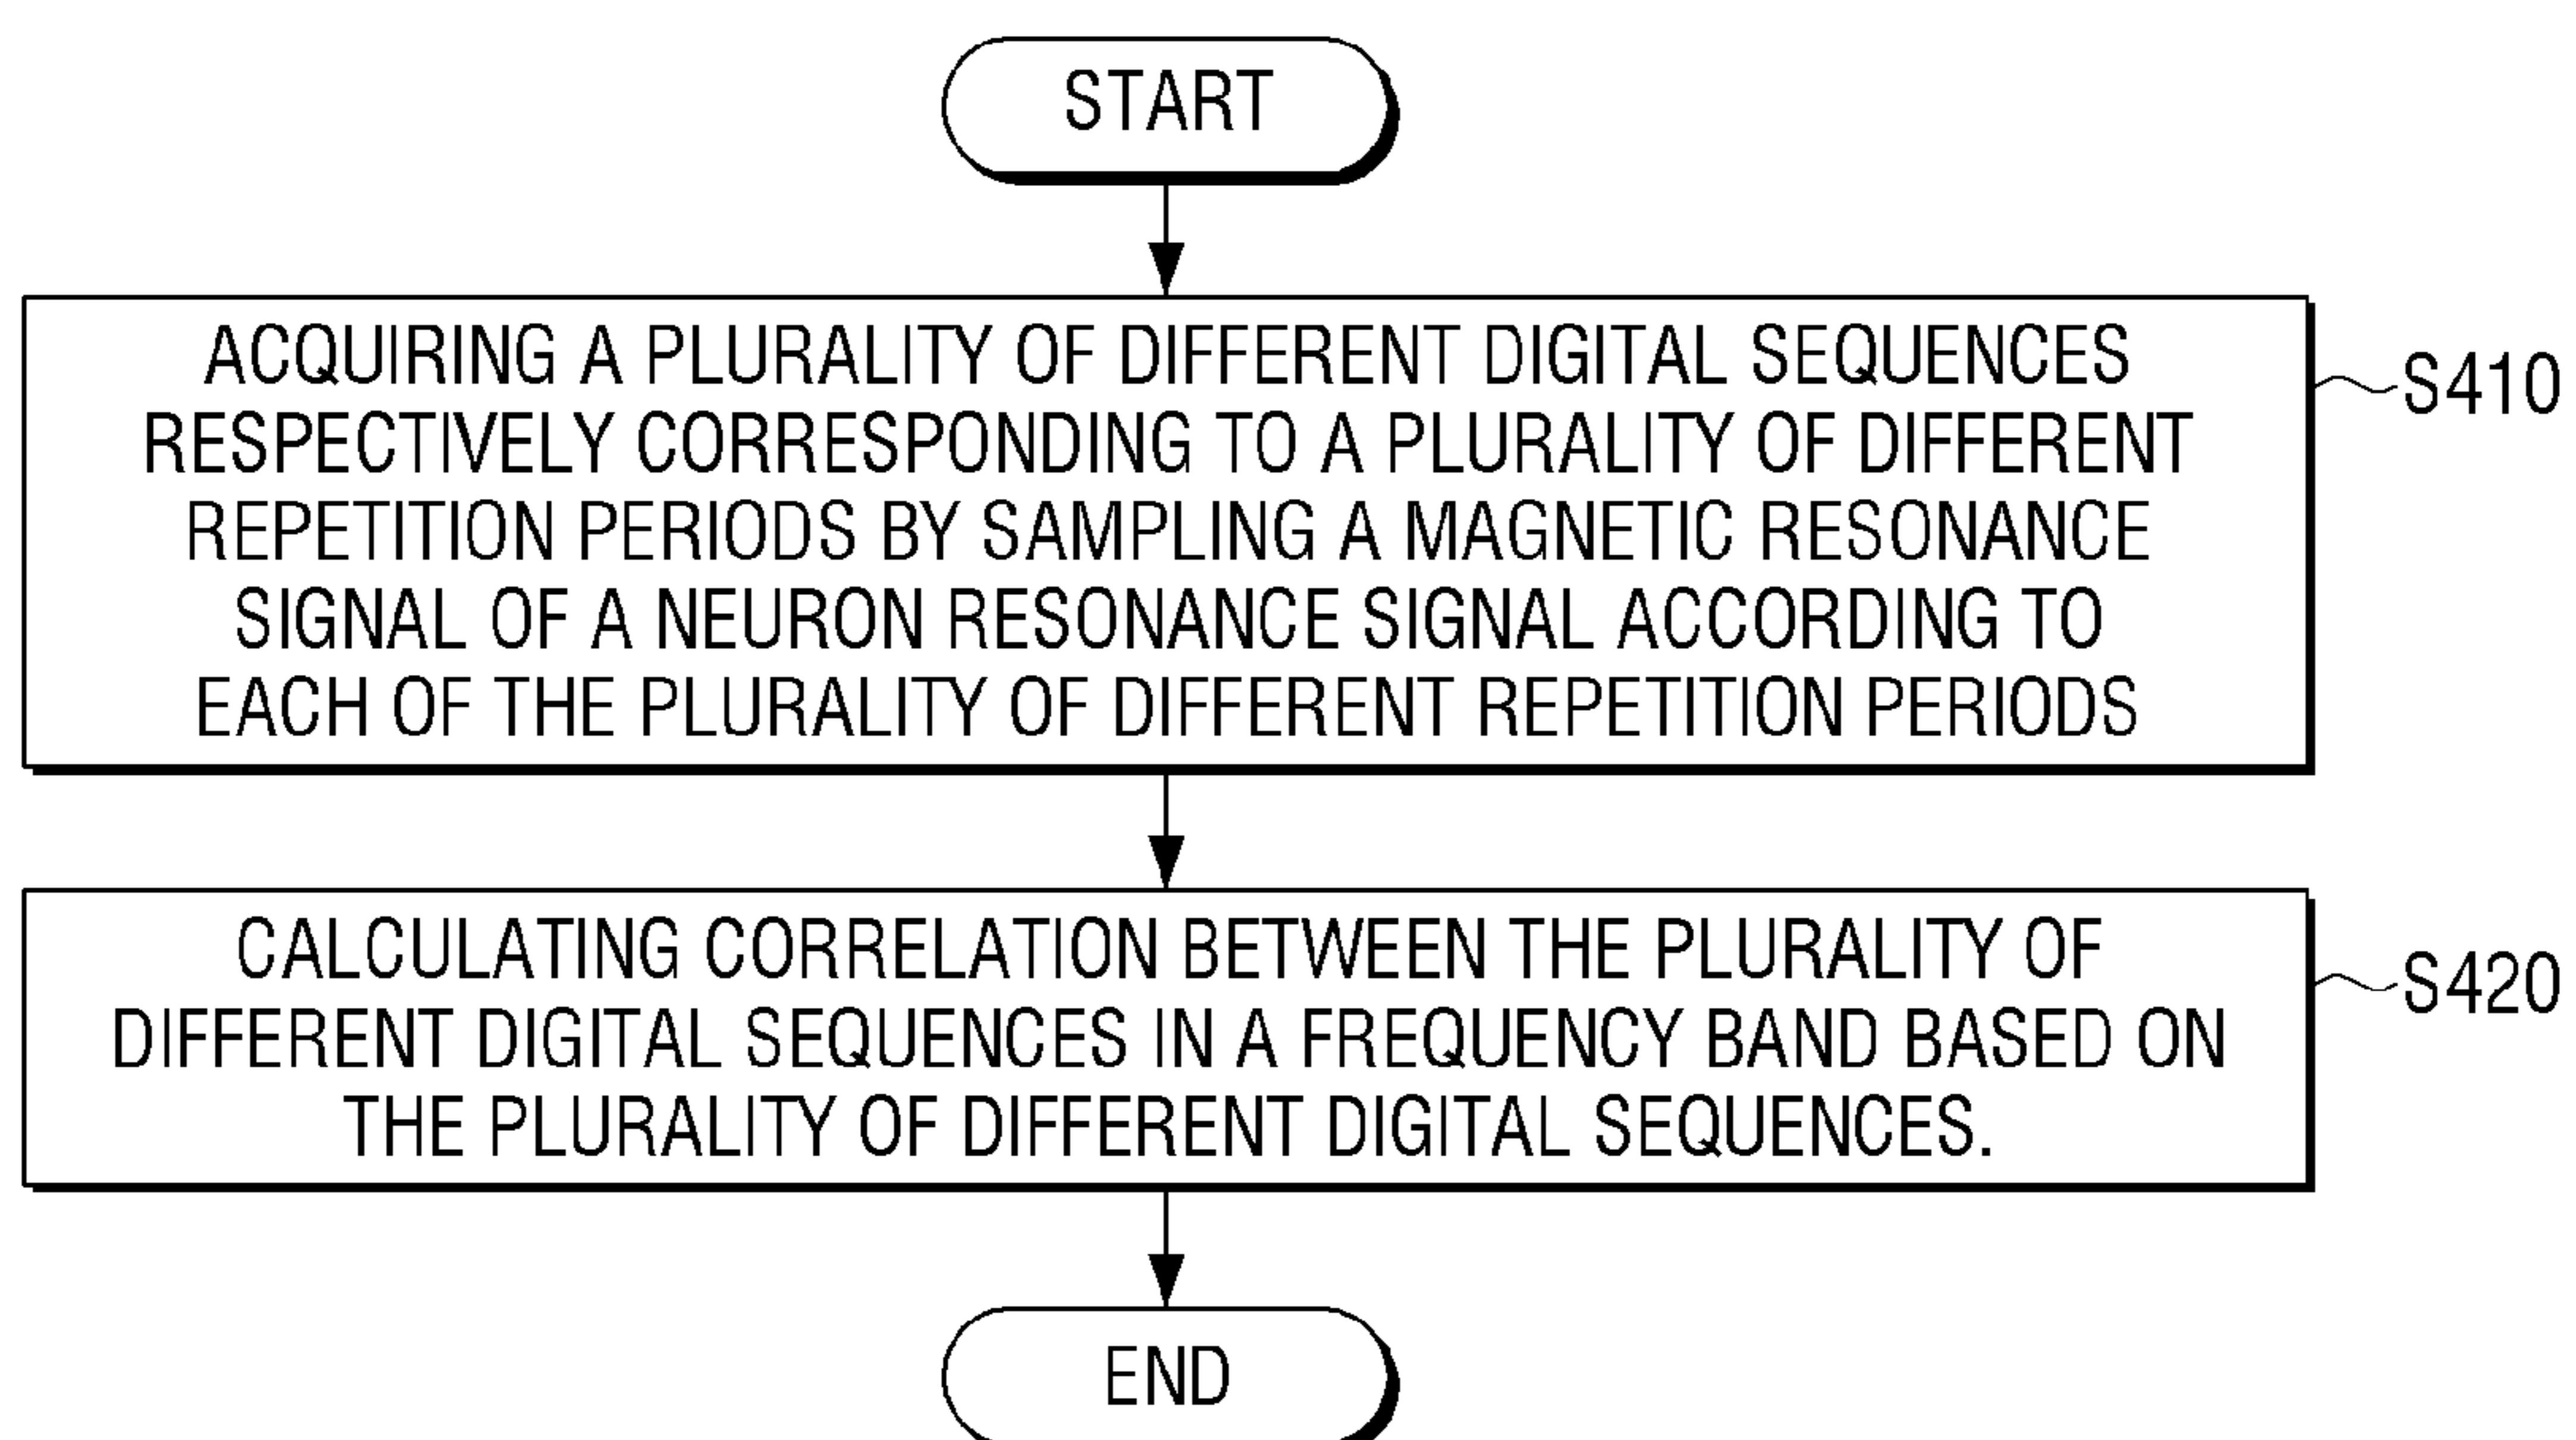 START
ACQUIRING A PLURALITY OF DIFFERENT DIGITAL SEQUENCES
RESPECTIVELY CORRESPONDING TO A PLURALITY OF DIFFERENT
REPETITION PERIODS BY SAMPLING A MAGNETIC RESONANCE
SIGNAL OF A NEURON RESONANCE SIGNAL ACCORDING TO
EACH OF THE PLURALITY OF DIFFERENT REPETITION PERIODS
S410
CALCULATING CORRELATION BETWEEN THE PLURALITY OF
DIFFERENT DIGITAL SEQUENCES IN A FREQUENCY BAND BASED ON
THE PLURALITY OF DIFFERENT DIGITAL SEQUENCES.
S420
END